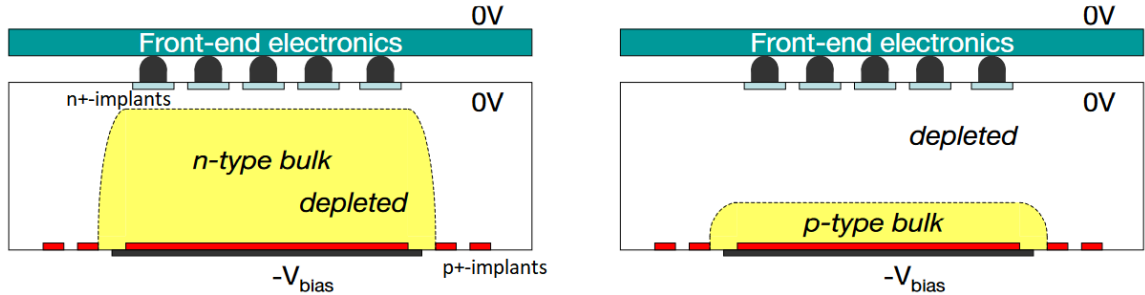 0V
Front-end electronics
n+-implants
0V
n-type bulk
depleted
p+-implants
-Vbias
0V
Front-end electronics
0V
depleted
p-type bulk
-Vbias